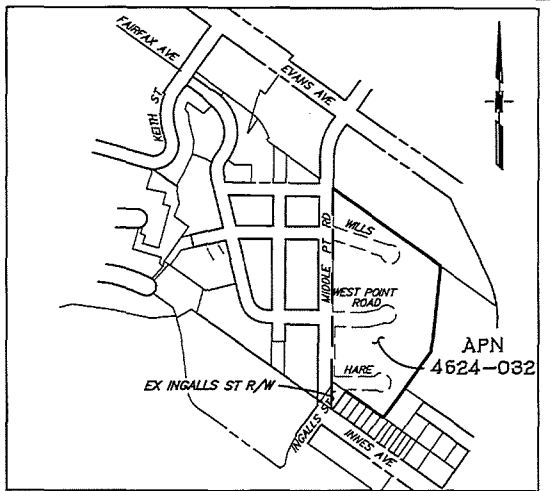 FAIRFAX AVE
KEITH ST
EVANS AVE
MIDDLE PT RD
WILLS
WEST POINT
ROAD
APN
4624-032
HARE
EX INGALLS ST R/W
INGALLS ST
INNES AVE